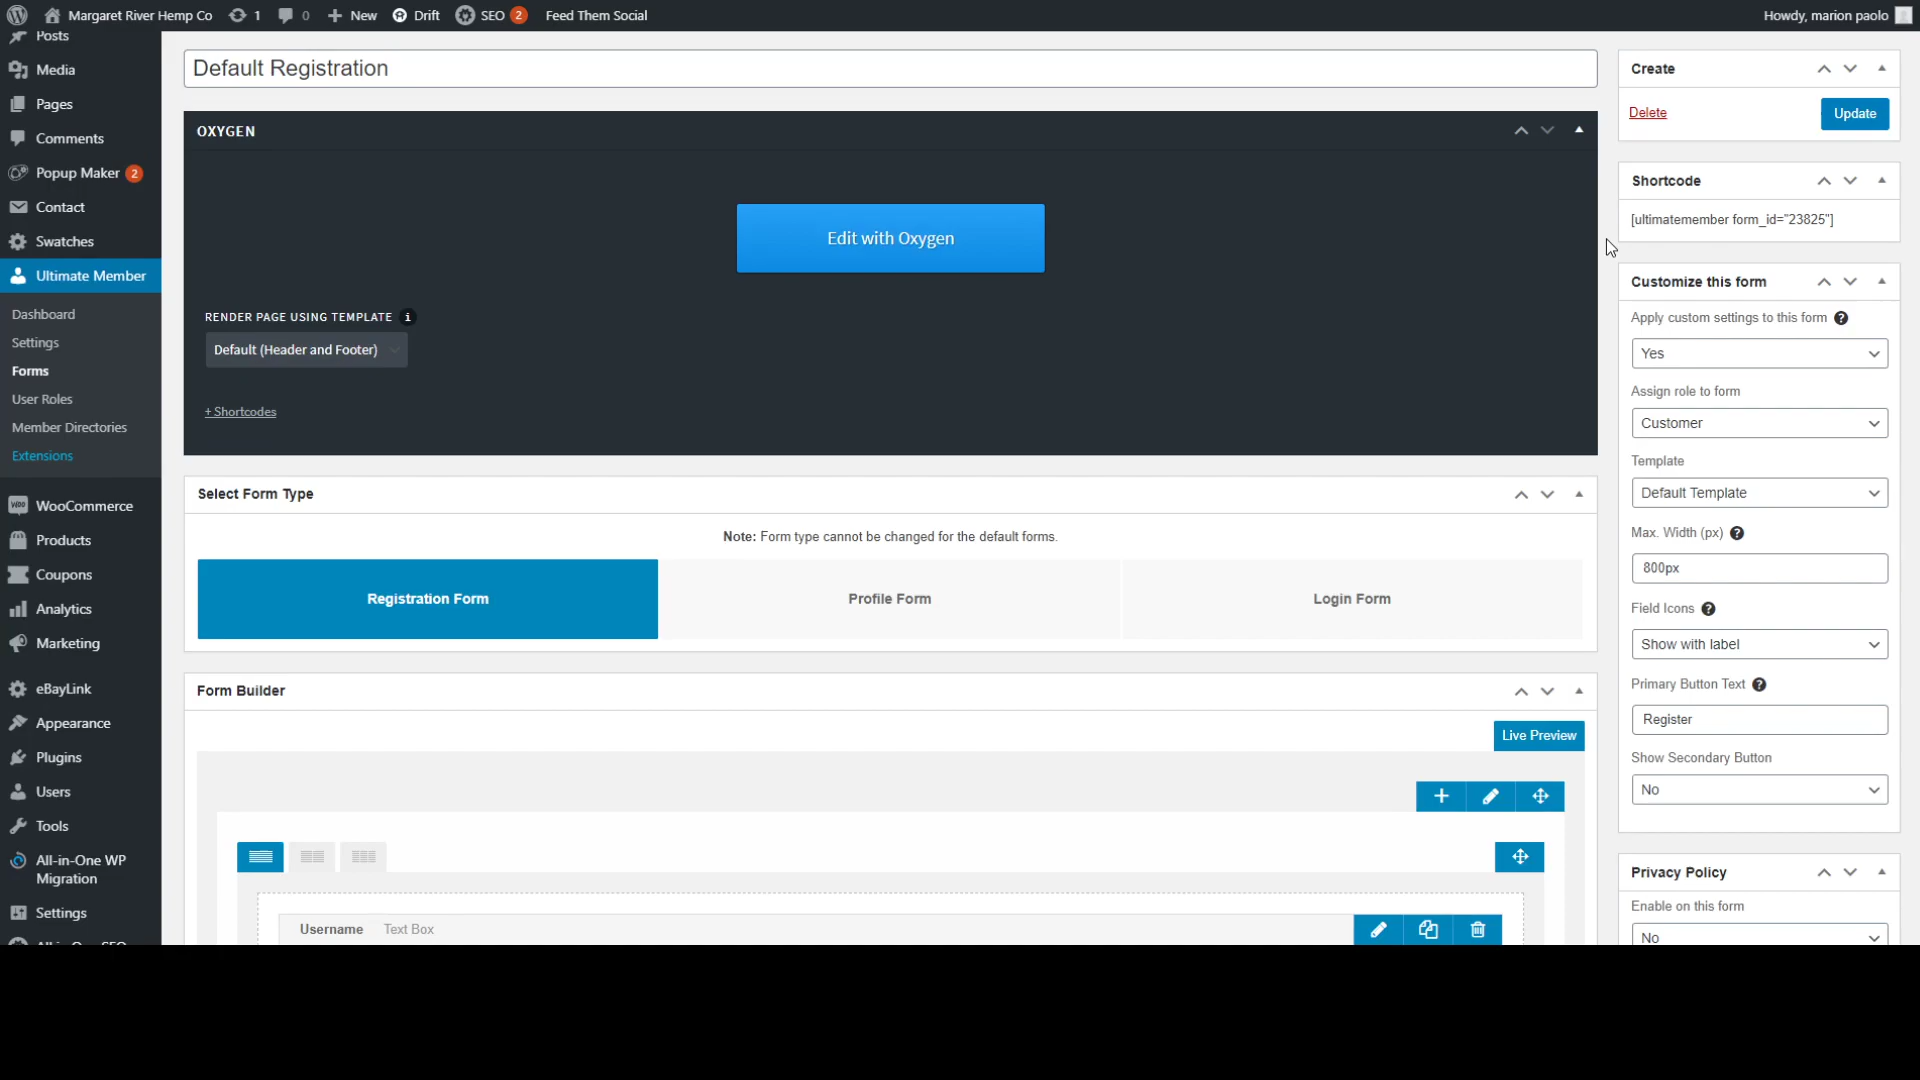 Margaret River Hemp Co 1 0 New Drift SEO 2 Feed Them Social Howdy, marion paolo
Posts
Media
Pages
Comments
Popup Maker 2
Contact
Swatches
Ultimate Member
Dashboard
Settings
Forms
User Roles
Member Directories
Extensions
WooCommerce
Products
Coupons
Analytics
Marketing
eBayLink
Appearance
Plugins
Users
Tools
All-in-One WP
Migration
Settings
All-in-One SEO
Default Registration
OXYGEN
Edit with Oxygen
RENDER PAGE USING TEMPLATE i
Default (Header and Footer)
+ Shortcodes
Select Form Type
Note: Form type cannot be changed for the default forms.
Registration Form Profile Form Login Form
Form Builder
Live Preview
Username Text Box
Create
Delete Update
Shortcode
[ultimatemember form_id="23825"]
Customize this form
Apply custom settings to this form ?
Yes
Assign role to form
Customer
Template
Default Template
Max. Width (px) ?
800px
Field Icons ?
Show with label
Primary Button Text ?
Register
Show Secondary Button
No
Privacy Policy
Enable on this form
No